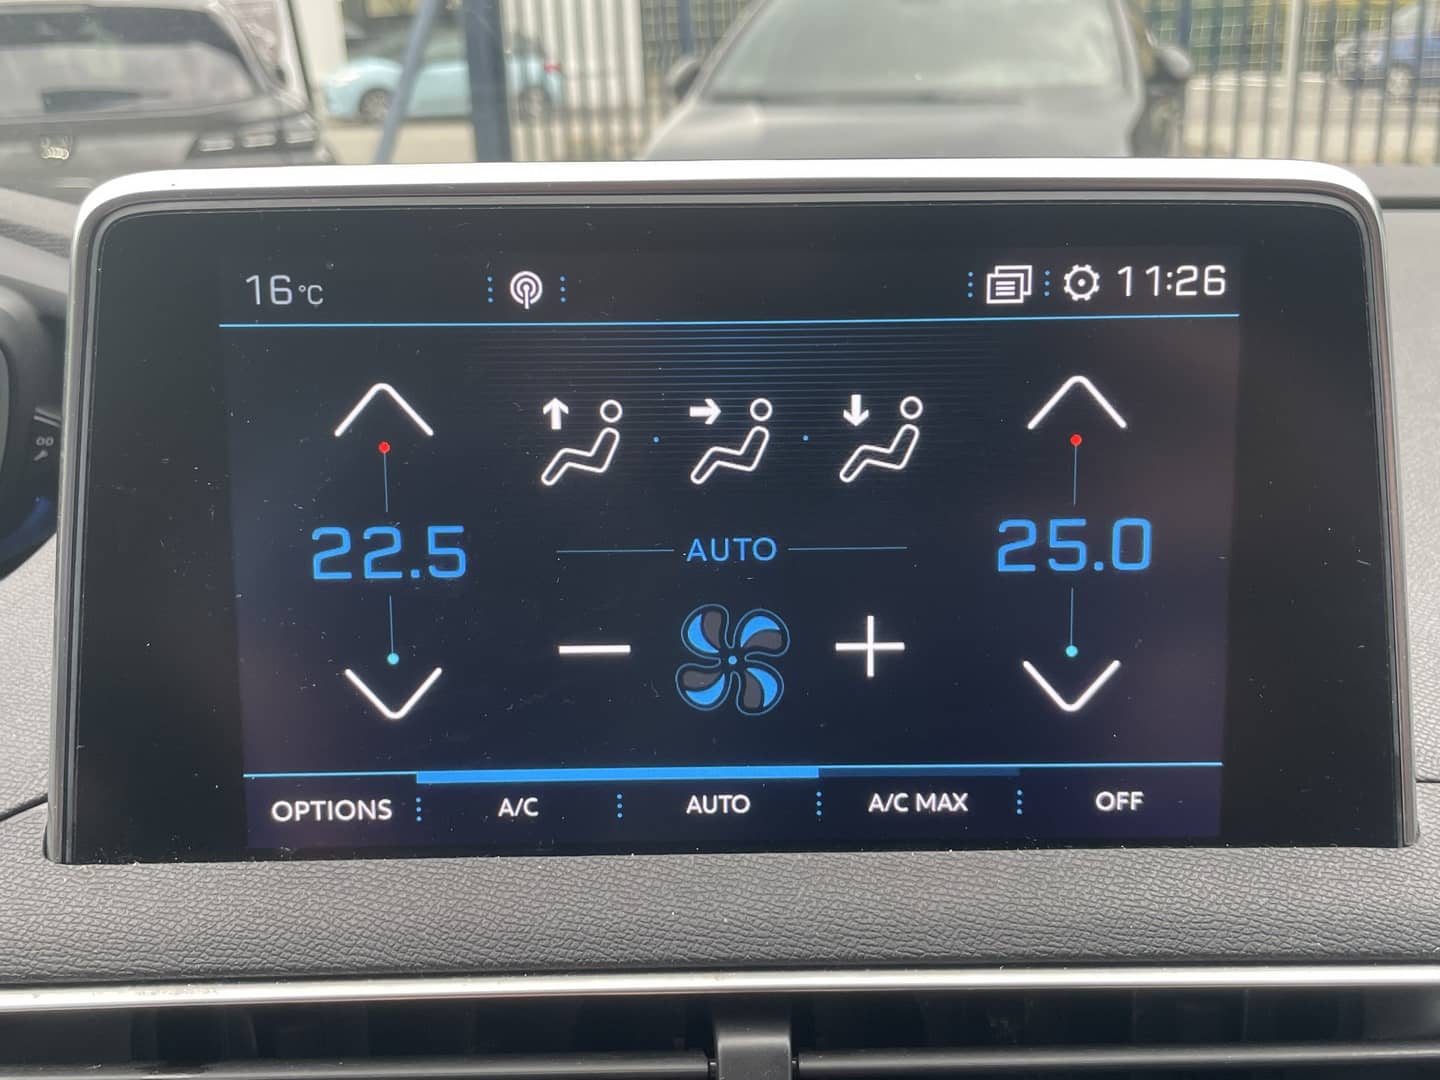 16°C 11:26
22.5 AUTO 25.0
OPTIONS A/C AUTO A/C MAX OFF